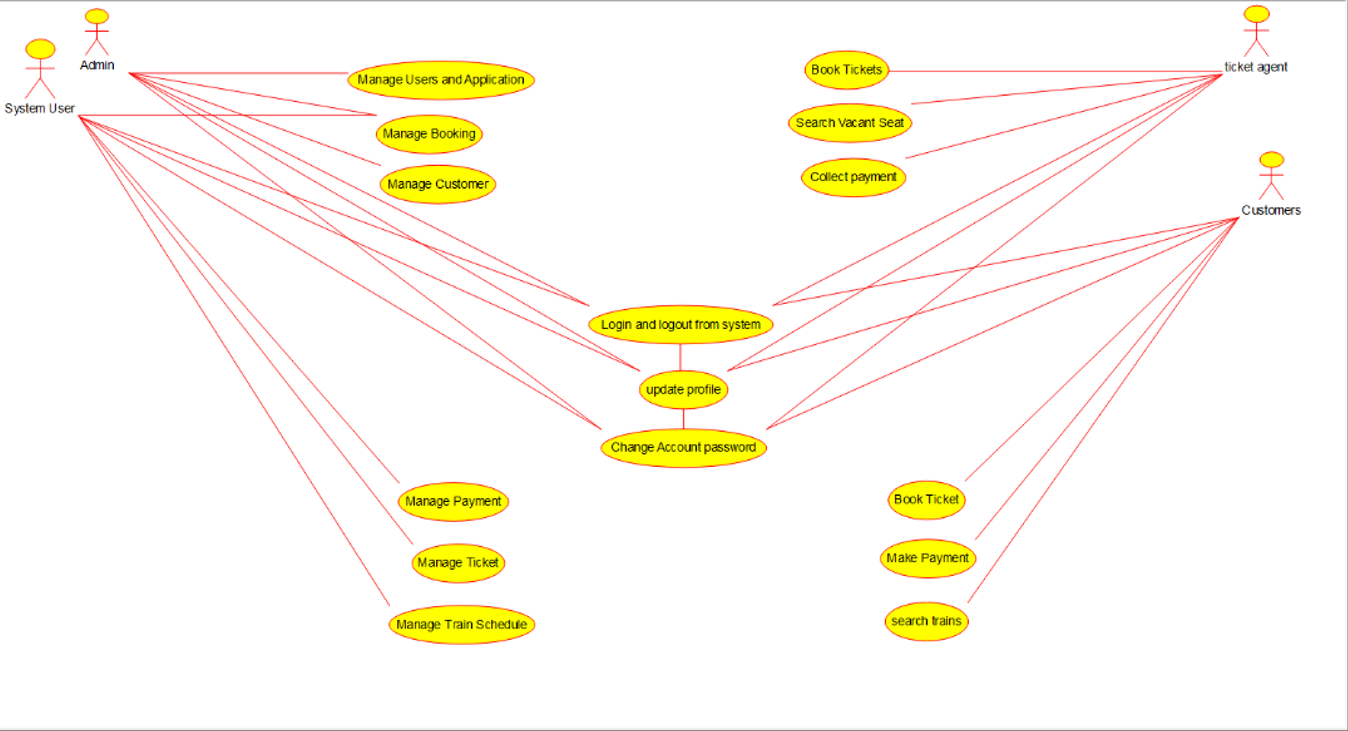 Admin
System User
Manage Users and Application
Manage Booking
Manage Customer
Book Tickets
Search Vacant Seat
Collect payment
ticket agent
Customers
Login and logout from system
update profile
Change Account password
Manage Payment
Manage Ticket
Manage Train Schedule
Book Ticket
Make Payment
search trains